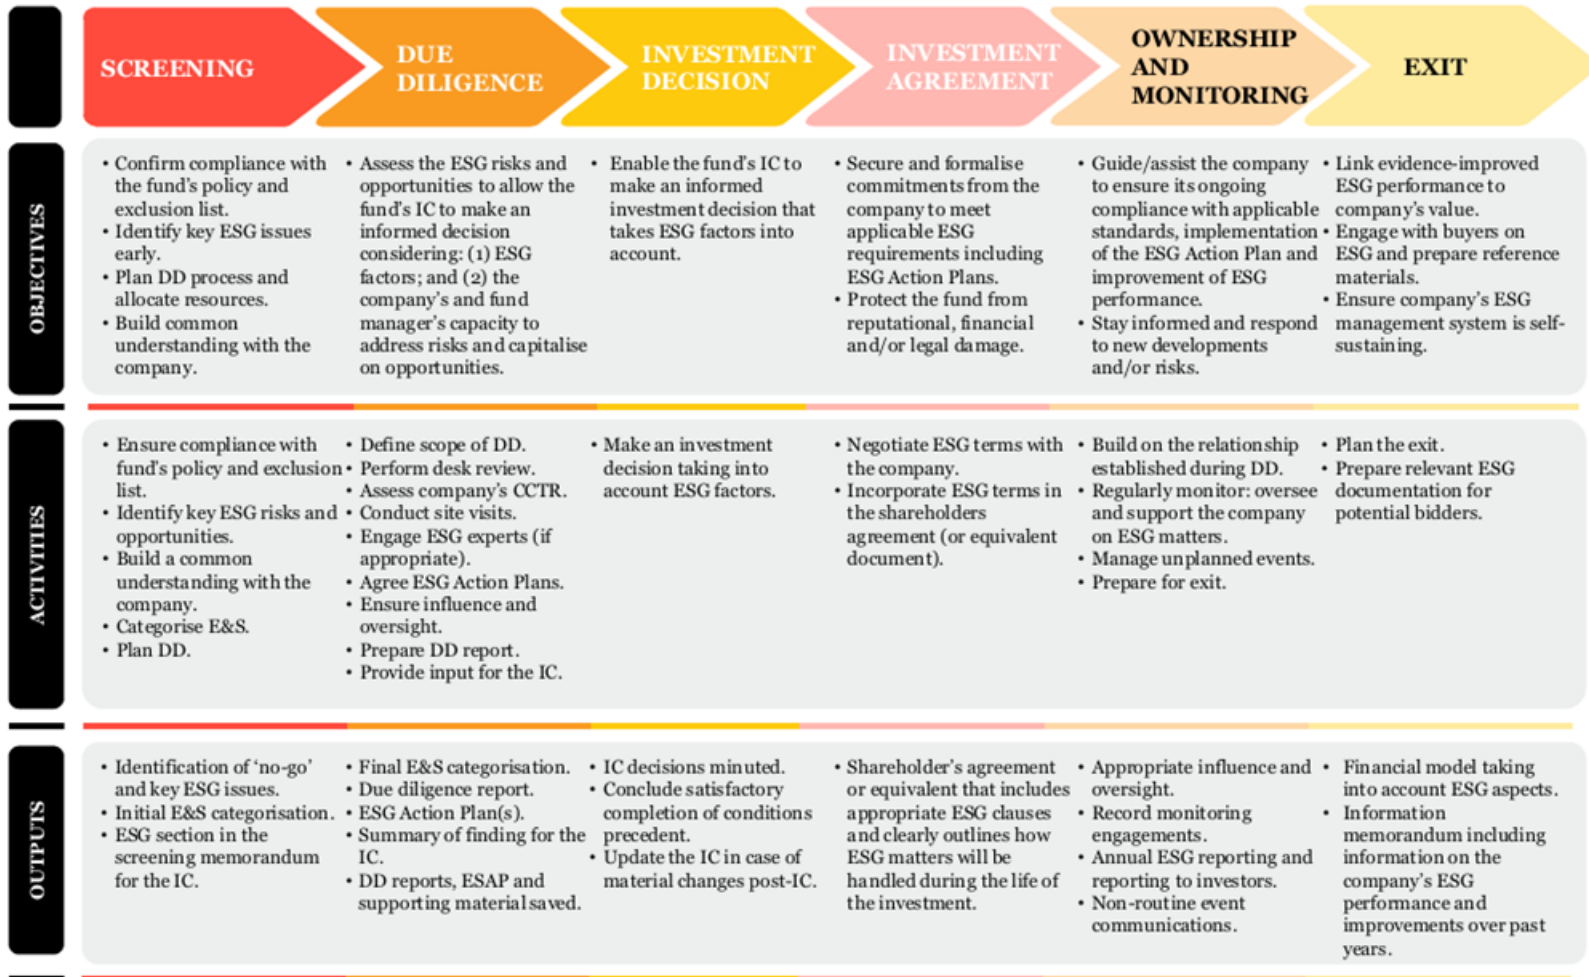 SCREENING
DUE
DILIGENCE
INVESTMENT
DECISION
INVESTMENT
AGREEMENT
OWNERSHIP
AND
MONITORING
EXIT
OBJECTIVES
• Confirm compliance with
the fund's policy and
exclusion list.
• Identify key ESG issues
early.
• Plan DD process and
allocate resources.
• Build common
understanding with the
company.
• Assess the ESG risks and
opportunities to allow the
fund's IC to make an
informed decision
considering: (1) ESG
factors; and (2) the
company's and fund
manager's capacity to
address risks and capitalise
on opportunities.
• Enable the fund's IC to
make an informed
investment decision that
takes ESG factors into
account.
• Secure and formalise
commitments from the
company to meet
applicable ESG
requirements including
ESG Action Plans.
• Protect the fund from
reputational, financial
and/or legal damage.
• Guide/assist the company
to ensure its ongoing
compliance with applicable
standards, implementation
of the ESG Action Plan and
improvement of ESG
performance.
• Stay informed and respond
to new developments
and/or risks.
• Link evidence-improved
ESG performance to
company's value.
• Engage with buyers on
ESG and prepare reference
materials.
• Ensure company's ESG
management system is self-
sustaining.
ACTIVITIES
• Ensure compliance with
fund's policy and exclusion
list.
• Identify key ESG risks and
opportunities.
• Build a common
understanding with the
company.
• Categorise E&S.
• Plan DD.
• Define scope of DD.
• Perform desk review.
• Assess company's CCTR.
• Conduct site visits.
• Engage ESG experts (if
appropriate).
• Agree ESG Action Plans.
• Ensure influence and
oversight.
• Prepare DD report.
• Provide input for the IC.
• Make an investment
decision taking into
account ESG factors.
• Negotiate ESG terms with
the company.
• Incorporate ESG terms in
the shareholders
agreement (or equivalent
document).
• Build on the relationship
established during DD.
• Regularly monitor: oversee
and support the company
on ESG matters.
• Manage unplanned events.
• Prepare for exit.
• Plan the exit.
• Prepare relevant ESG
documentation for
potential bidders.
OUTPUTS
• Identification of 'no-go'
and key ESG issues.
• Initial E&S categorisation.
• ESG section in the
screening memorandum
for the IC.
• Final E&S categorisation.
• Due diligence report.
• ESG Action Plan(s).
• Summary of finding for the
IC.
• DD reports, ESAP and
supporting material saved.
• IC decisions minuted.
• Conclude satisfactory
completion of conditions
precedent.
• Update the IC in case of
material changes post-IC.
• Shareholder's agreement
or equivalent that includes
appropriate ESG clauses
and clearly outlines how
ESG matters will be
handled during the life of
the investment.
• Appropriate influence and
oversight.
• Record monitoring
engagements.
• Annual ESG reporting and
reporting to investors.
• Non-routine event
communications.
• Financial model taking
into account ESG aspects.
• Information
memorandum including
information on the
company's ESG
performance and
improvements over past
years.